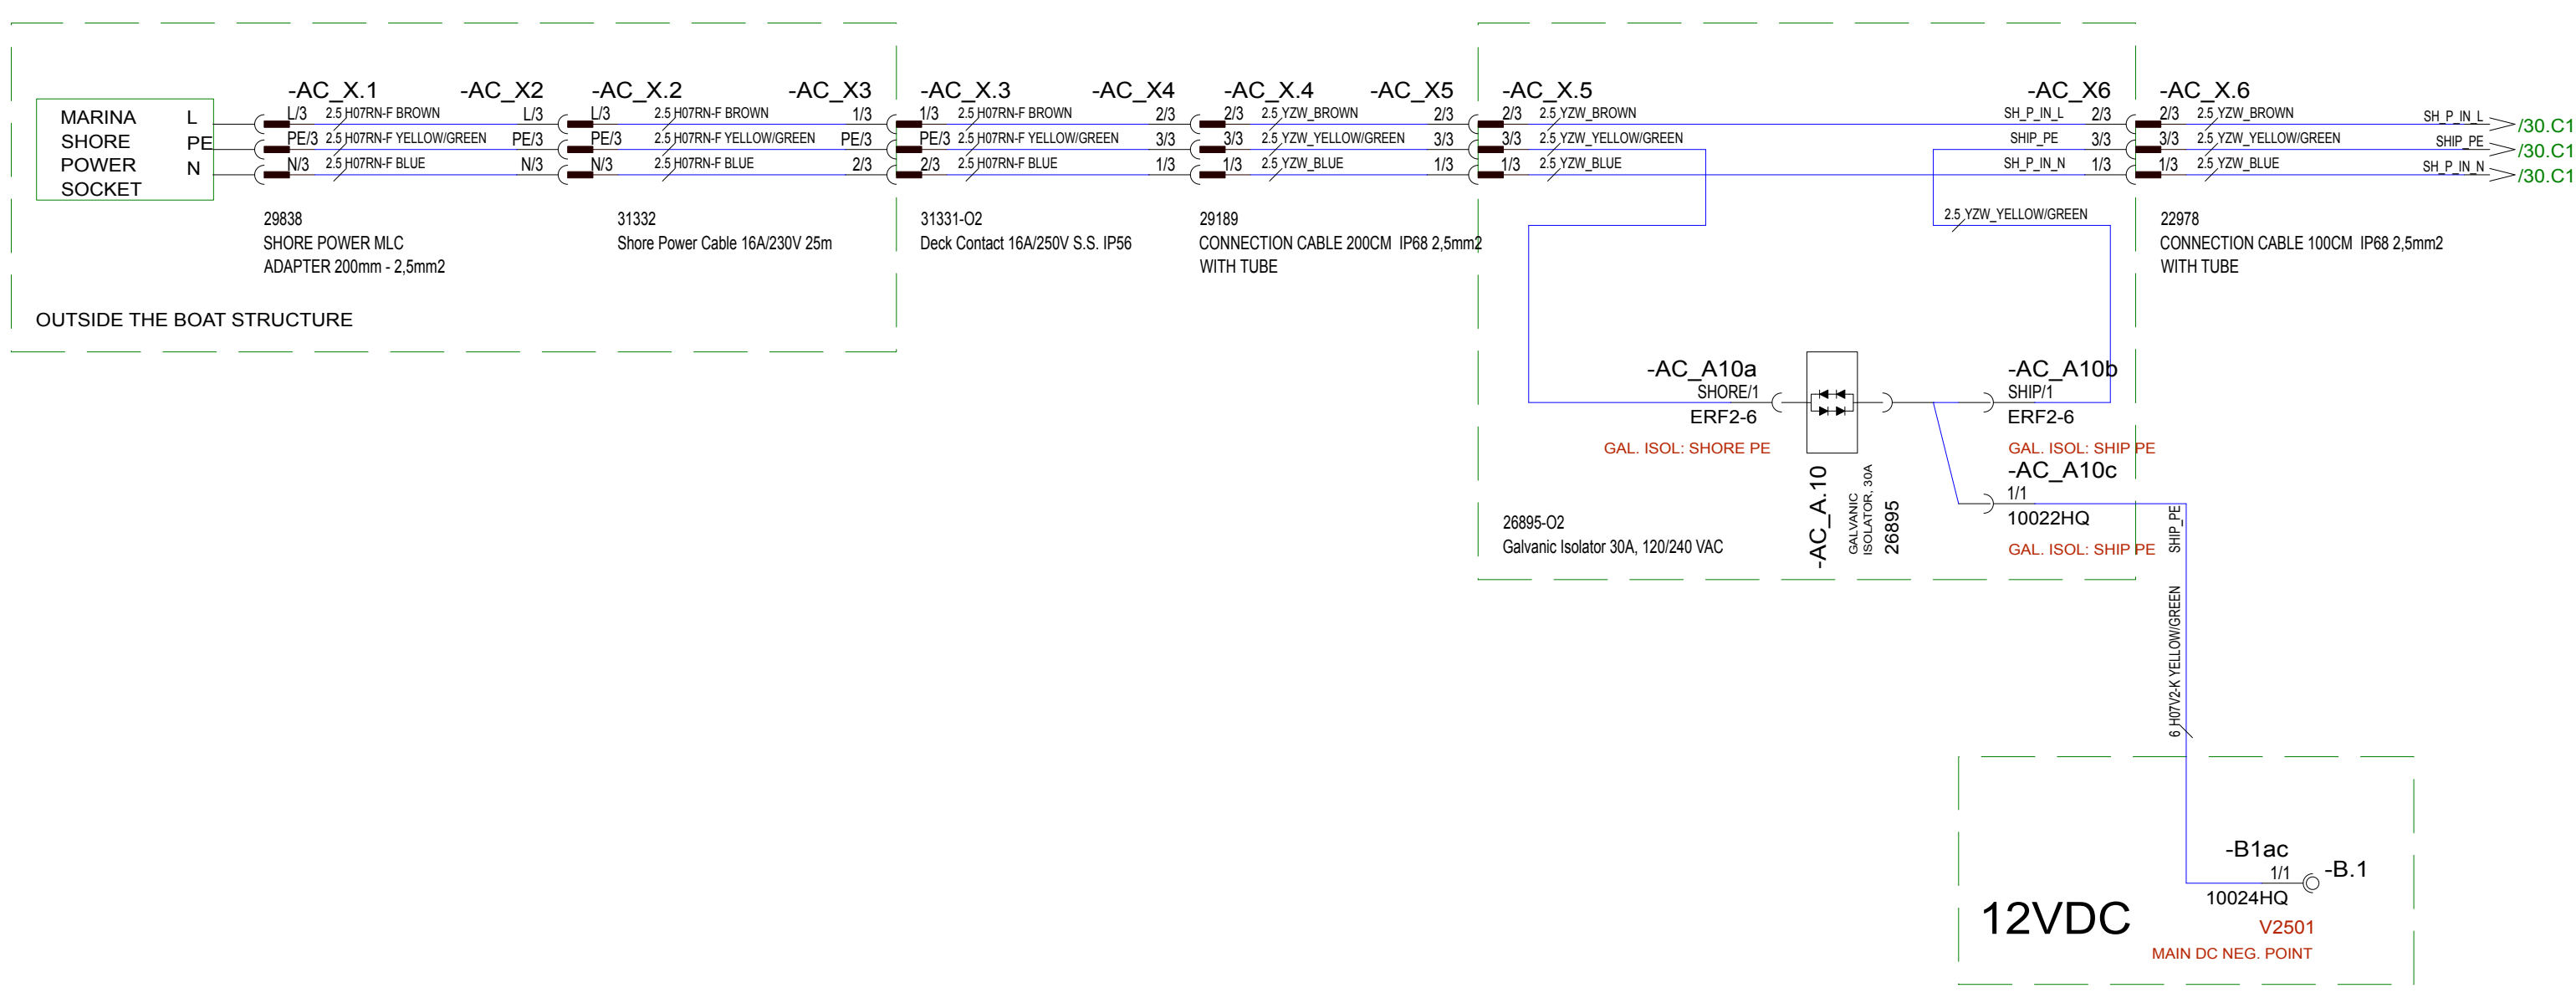 -AC_X.1 -AC_X2 -AC_X.2 -AC_X3 -AC_X.3 -AC_X4 -AC_X.4 -AC_X5 -AC_X.5 -AC_X6 -AC_X.6
MARINA L L/3 2.5 H07RN-F BROWN L/3 L/3 2.5 H07RN-F BROWN 1/3 1/3 2.5 H07RN-F BROWN 2/3 2/3 2.5 YZW_BROWN 2/3 2/3 2.5 YZW_BROWN SH_P_IN_L 2/3 2/3 2.5 YZW_BROWN SH_P_IN_L /30.C1
SHORE PE PE/3 2.5 H07RN-F YELLOW/GREEN PE/3 PE/3 2.5 H07RN-F YELLOW/GREEN PE/3 PE/3 2.5 H07RN-F YELLOW/GREEN 3/3 3/3 2.5 YZW_YELLOW/GREEN 3/3 3/3 2.5 YZW_YELLOW/GREEN SHIP_PE 3/3 3/3 2.5 YZW_YELLOW/GREEN SHIP_PE /30.C1
POWER N N/3 2.5 H07RN-F BLUE N/3 N/3 2.5 H07RN-F BLUE 2/3 2/3 2.5 H07RN-F BLUE 1/3 1/3 2.5 YZW_BLUE 1/3 1/3 2.5 YZW_BLUE SH_P_IN_N 1/3 1/3 2.5 YZW_BLUE SH_P_IN_N /30.C1
SOCKET
29838
SHORE POWER MLC
ADAPTER 200mm - 2,5mm2
31332
Shore Power Cable 16A/230V 25m
31331-O2
Deck Contact 16A/250V S.S. IP56
29189
CONNECTION CABLE 200CM IP68 2,5mm2
WITH TUBE
2.5 YZW_YELLOW/GREEN
22978
CONNECTION CABLE 100CM IP68 2,5mm2
WITH TUBE
OUTSIDE THE BOAT STRUCTURE
-AC_A10a
SHORE/1
ERF2-6
GAL. ISOL: SHORE PE
-AC_A10b
SHIP/1
ERF2-6
GAL. ISOL: SHIP PE
-AC_A10c
1/1
10022HQ
GAL. ISOL: SHIP PE
-AC_A.10
GALVANIC
ISOLATOR, 30A
26895
26895-O2
Galvanic Isolator 30A, 120/240 VAC
SHIP_PE
6 H07V2-K YELLOW/GREEN
-B1ac
1/1
-B.1
10024HQ
12VDC
V2501
MAIN DC NEG. POINT